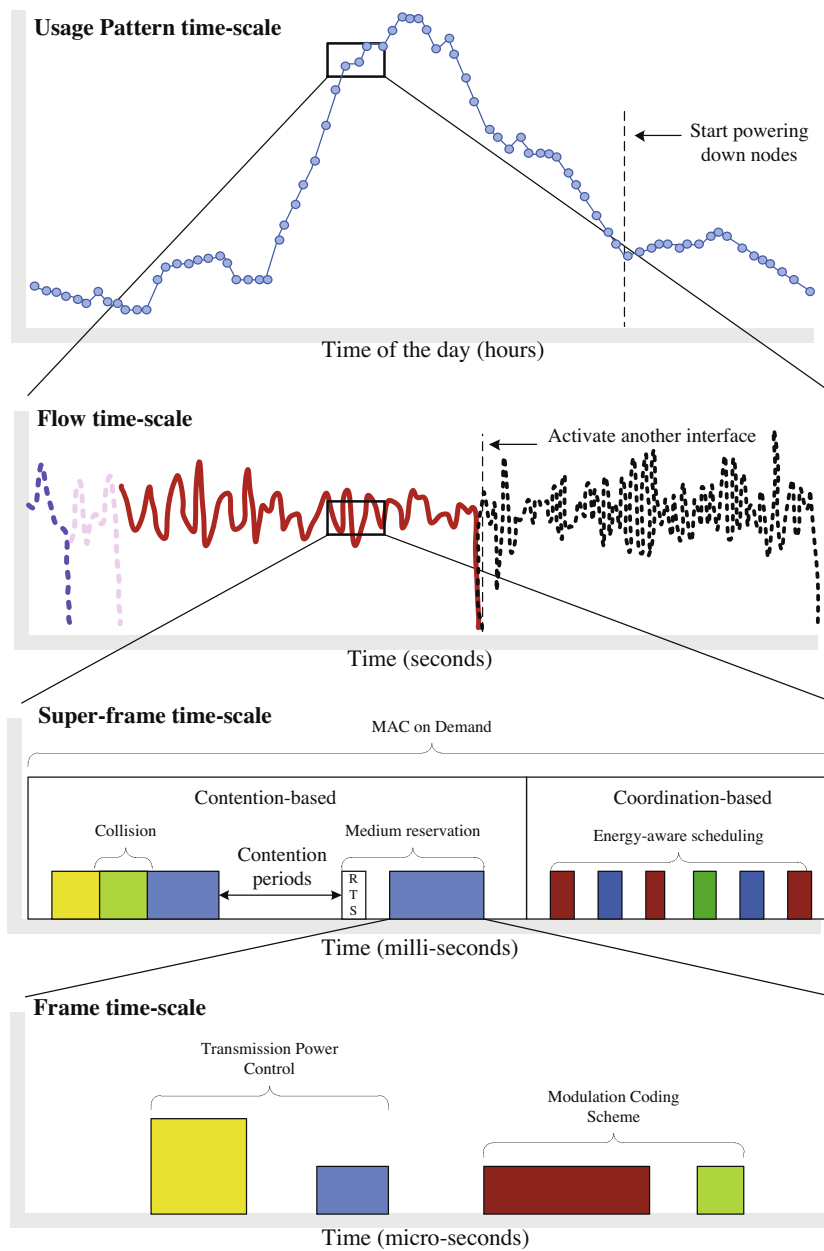 Usage Pattern time-scale
Start powering
down nodes
Time of the day (hours)
Flow time-scale
Activate another interface
Time (seconds)
Super-frame time-scale
MAC on Demand
Contention-based
Coordination-based
Collision
Contention
periods
Medium reservation
Energy-aware scheduling
R
T
S
Time (milli-seconds)
Frame time-scale
Transmission Power
Control
Modulation Coding
Scheme
Time (micro-seconds)